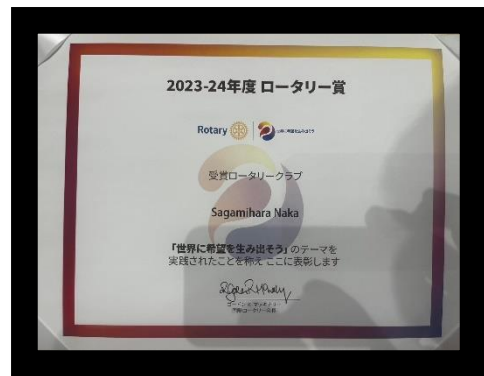 2023-24年度 ロータリー賞
Rotary
受賞ロータリークラブ
Sagamihara Naka
「世界に希望を生み出そう」のテーマを
実践されたことを称え ここに表彰します